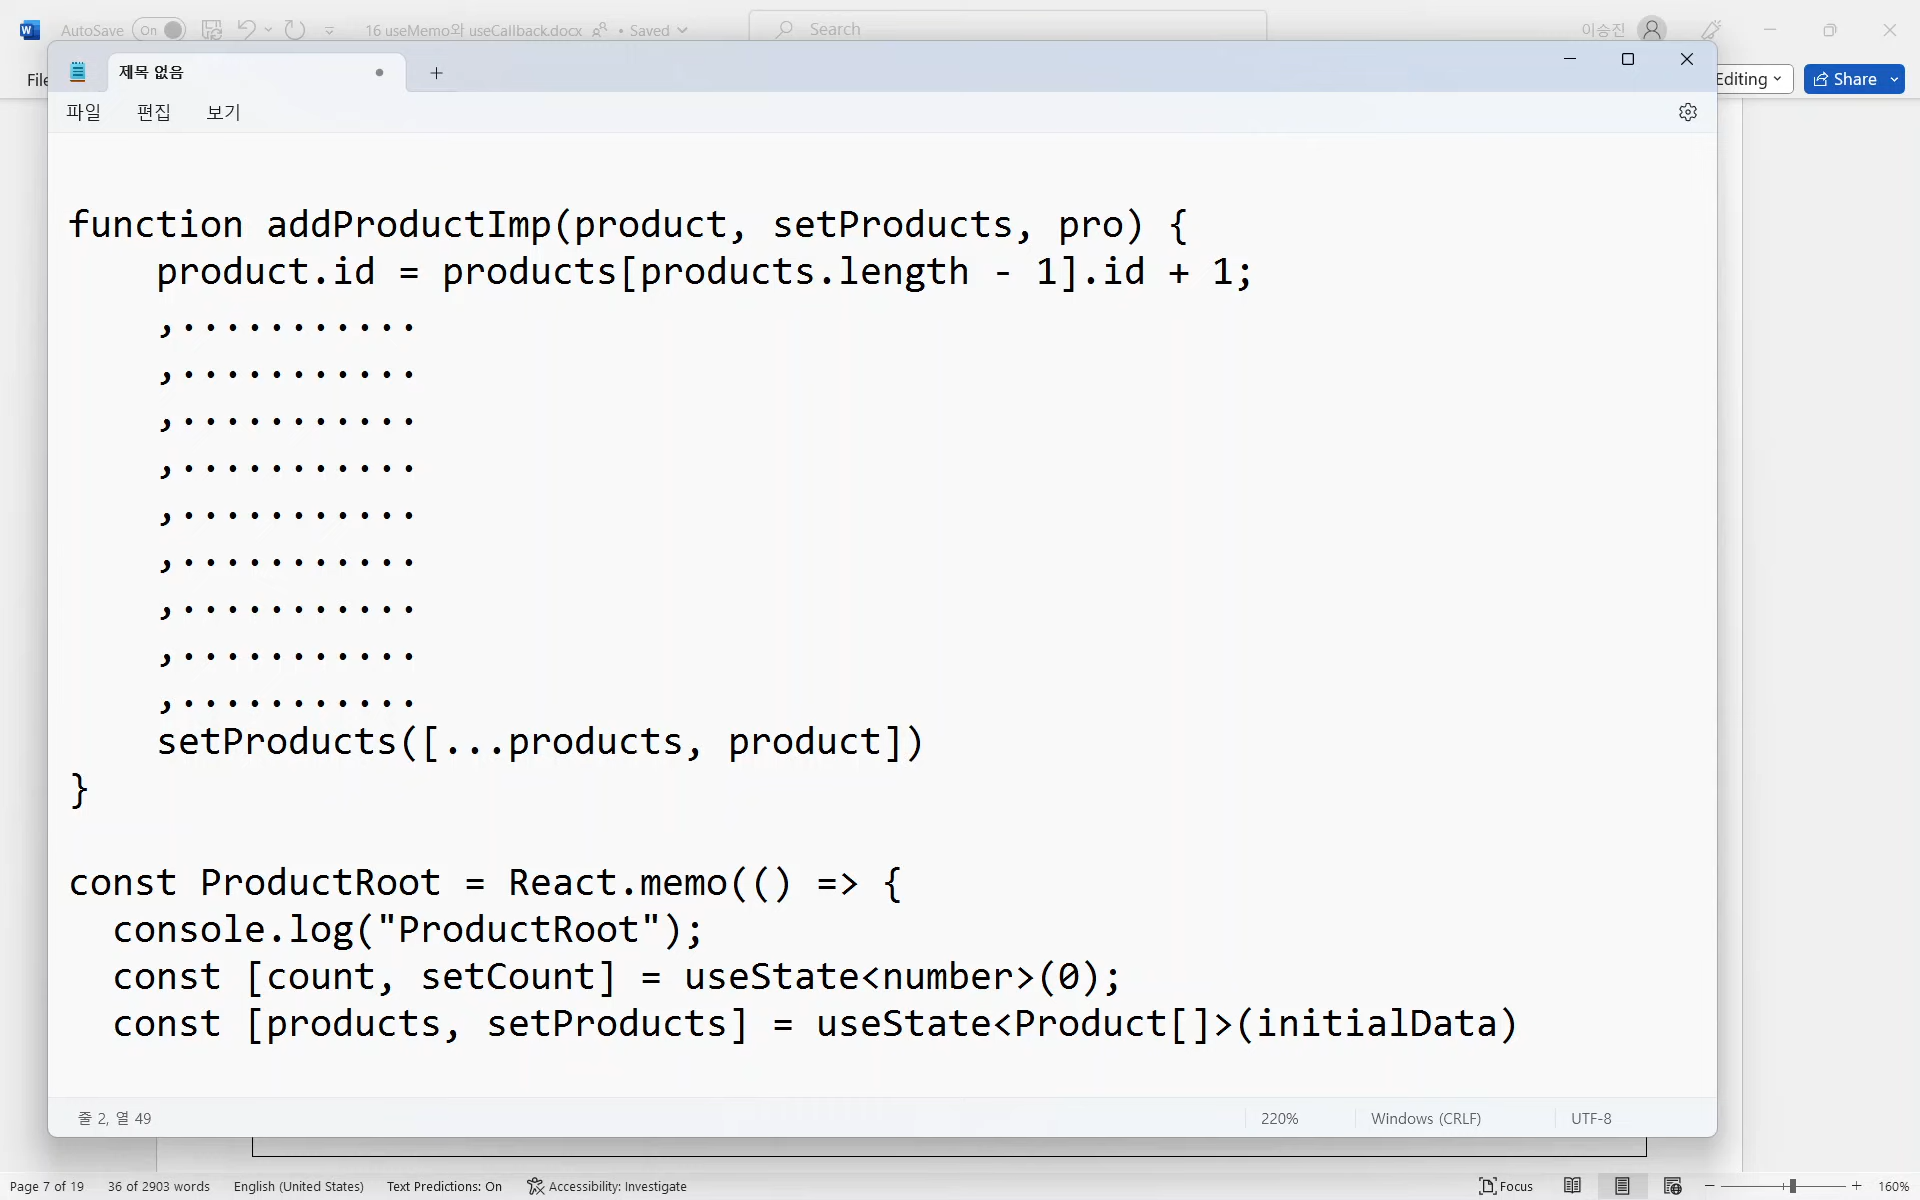 AutoSave On 16 useMemo와 useCallback.docx • Saved Search 이승진
File Editing Share
제목 없음
파일 편집 보기
function addProductImp(product, setProducts, pro) {
product.id = products[products.length - 1].id + 1;
,...........
,...........
,...........
,...........
,...........
,...........
,...........
,...........
,...........
setProducts([...products, product])
}
const ProductRoot = React.memo(() => {
console.log("ProductRoot");
const [count, setCount] = useState<number>(0);
const [products, setProducts] = useState<Product[]>(initialData)
줄 2, 열 49 220% Windows (CRLF) UTF-8
Page 7 of 19 36 of 2903 words English (United States) Text Predictions: On Accessibility: Investigate Focus 160%